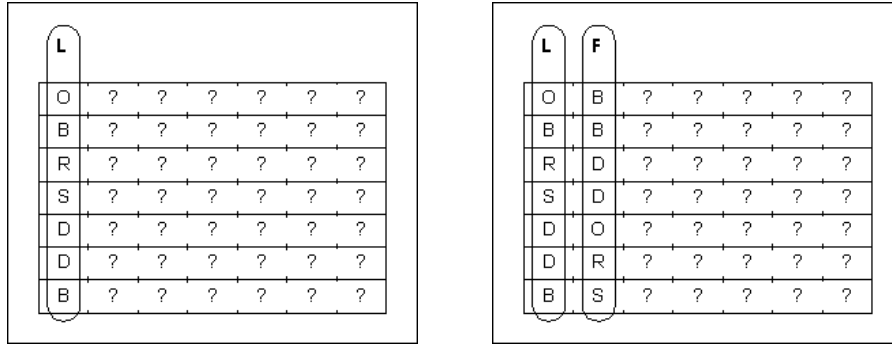 L
O ? ? ? ? ? ?
B ? ? ? ? ? ?
R ? ? ? ? ? ?
S ? ? ? ? ? ?
D ? ? ? ? ? ?
D ? ? ? ? ? ?
B ? ? ? ? ? ?
L F
O B ? ? ? ? ?
B B ? ? ? ? ?
R D ? ? ? ? ?
S D ? ? ? ? ?
D O ? ? ? ? ?
D R ? ? ? ? ?
B S ? ? ? ? ?